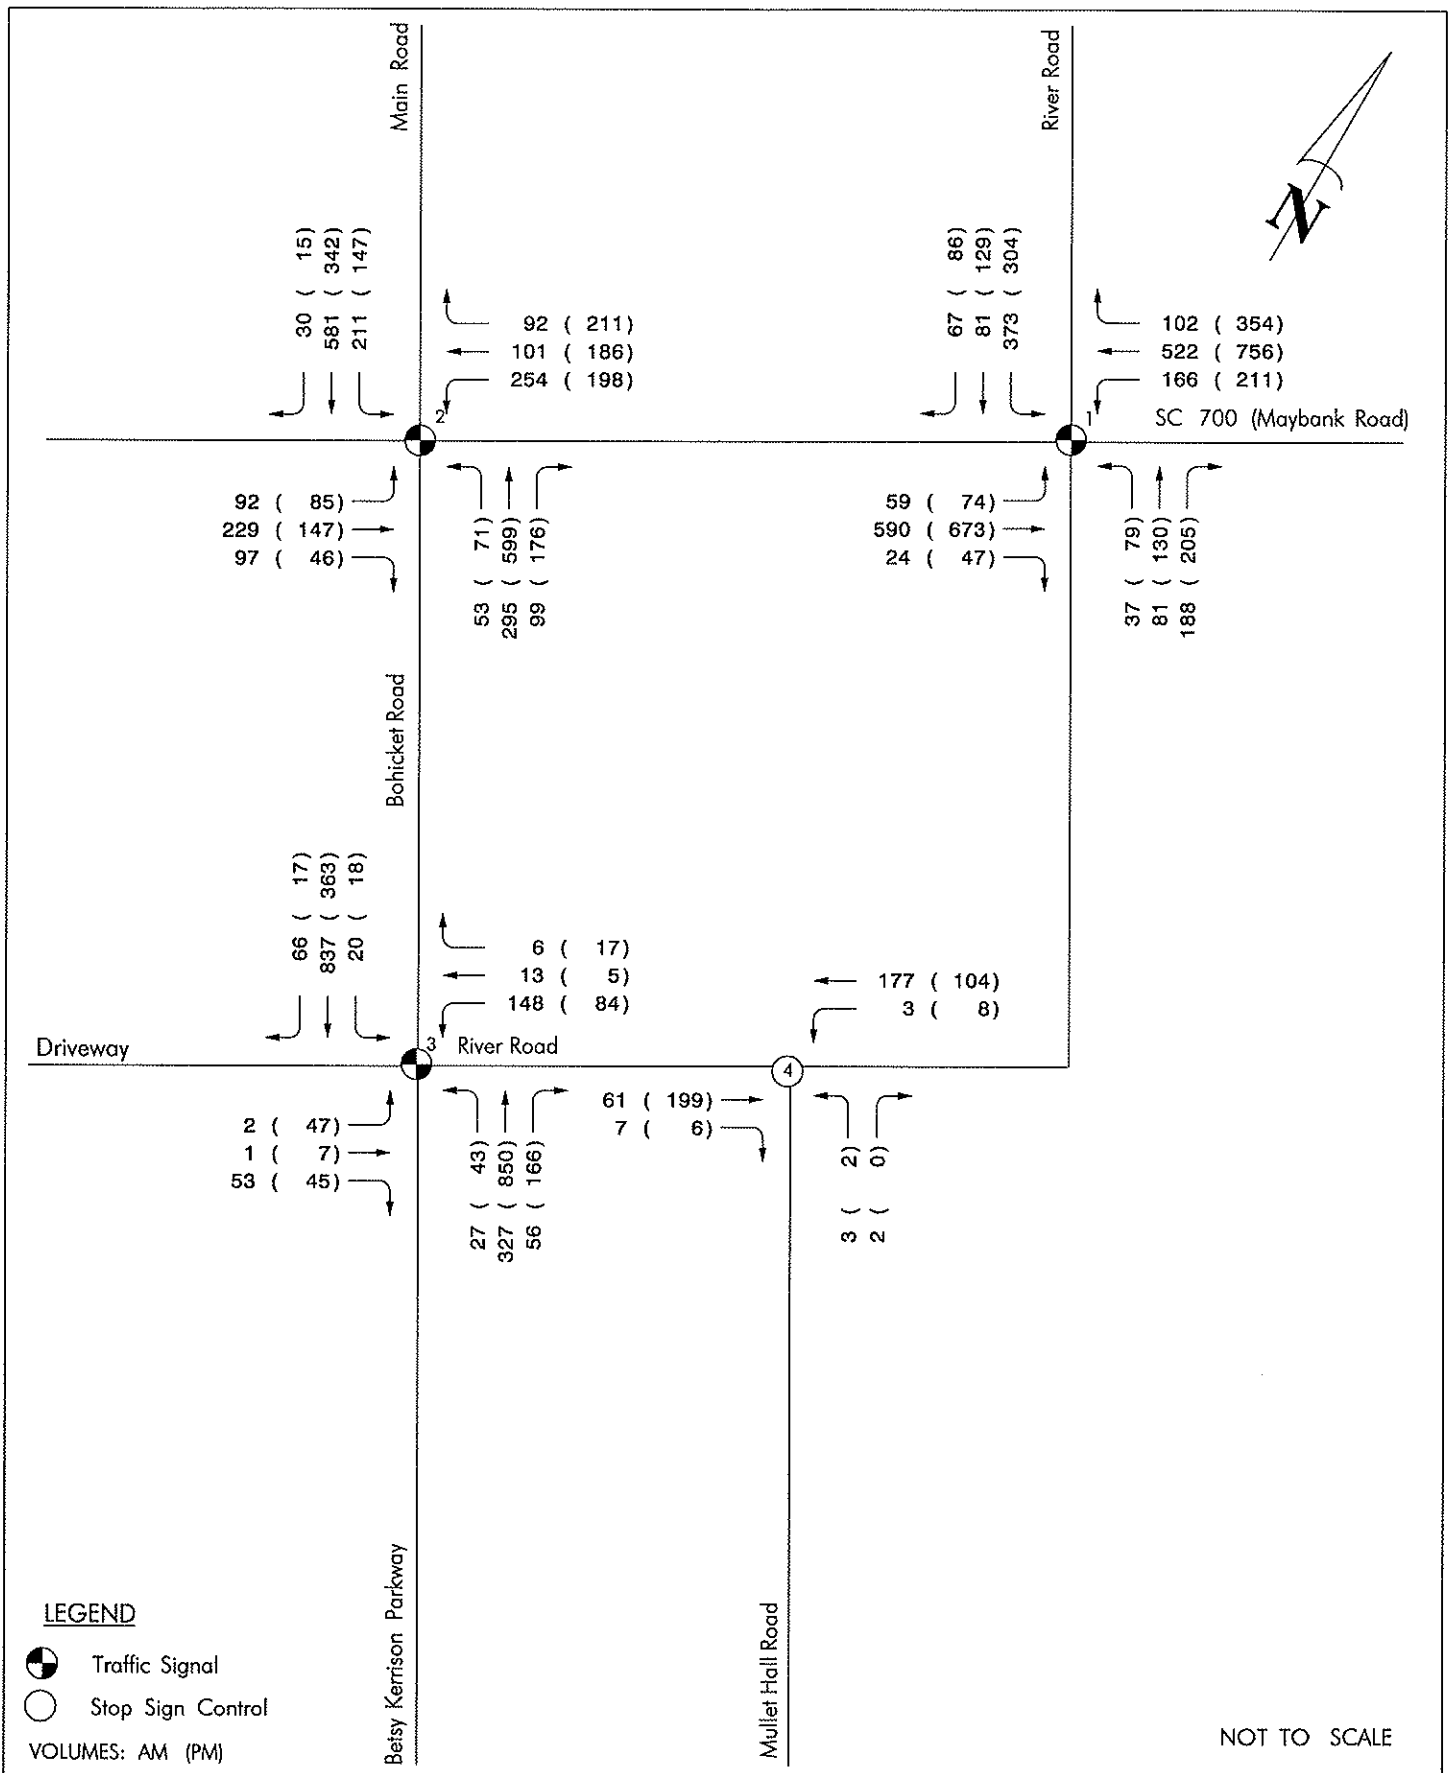 Main Road
River Road
N
30 ( 15)
581 ( 342)
211 ( 147)
92 ( 211)
101 ( 186)
254 ( 198)
67 ( 86)
81 ( 129)
373 ( 304)
102 ( 354)
522 ( 756)
166 ( 211)
2
1
SC 700 (Maybank Road)
92 ( 85)
229 ( 147)
97 ( 46)
53 ( 71)
295 ( 599)
99 ( 176)
59 ( 74)
590 ( 673)
24 ( 47)
37 ( 79)
81 ( 130)
188 ( 205)
Bohicket Road
66 ( 17)
837 ( 363)
20 ( 18)
6 ( 17)
13 ( 5)
148 ( 84)
177 ( 104)
3 ( 8)
Driveway
3
River Road
4
2 ( 47)
1 ( 7)
53 ( 45)
27 ( 43)
327 ( 850)
56 ( 166)
61 ( 199)
7 ( 6)
3 ( 2)
2 ( 0)
Betsy Kerrison Parkway
Mullet Hall Road
LEGEND
Traffic Signal
Stop Sign Control
VOLUMES: AM (PM)
NOT TO SCALE